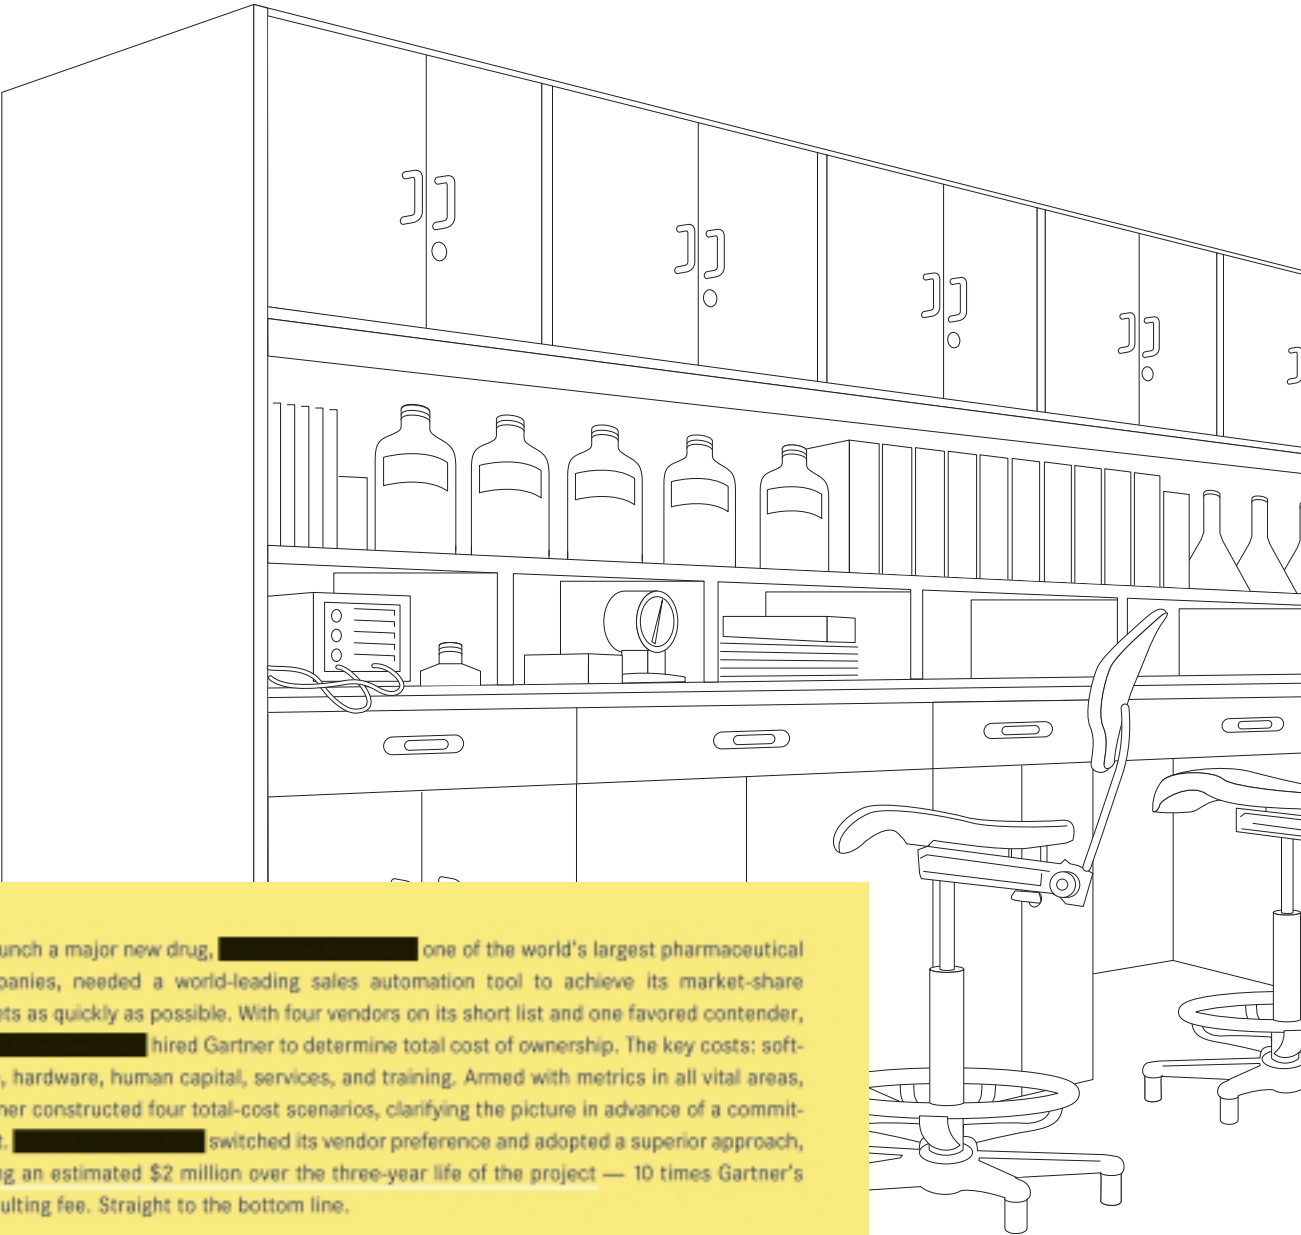 unch a major new drug, one of the world's largest pharmaceutical
panies, needed a world-leading sales automation tool to achieve its market-share
ets as quickly as possible. With four vendors on its short list and one favored contender,
hired Gartner to determine total cost of ownership. The key costs: soft-
, hardware, human capital, services, and training. Armed with metrics in all vital areas,
ner constructed four total-cost scenarios, clarifying the picture in advance of a commit-
t. switched its vendor preference and adopted a superior approach,
ng an estimated $2 million over the three-year life of the project — 10 times Gartner's
ulting fee. Straight to the bottom line.